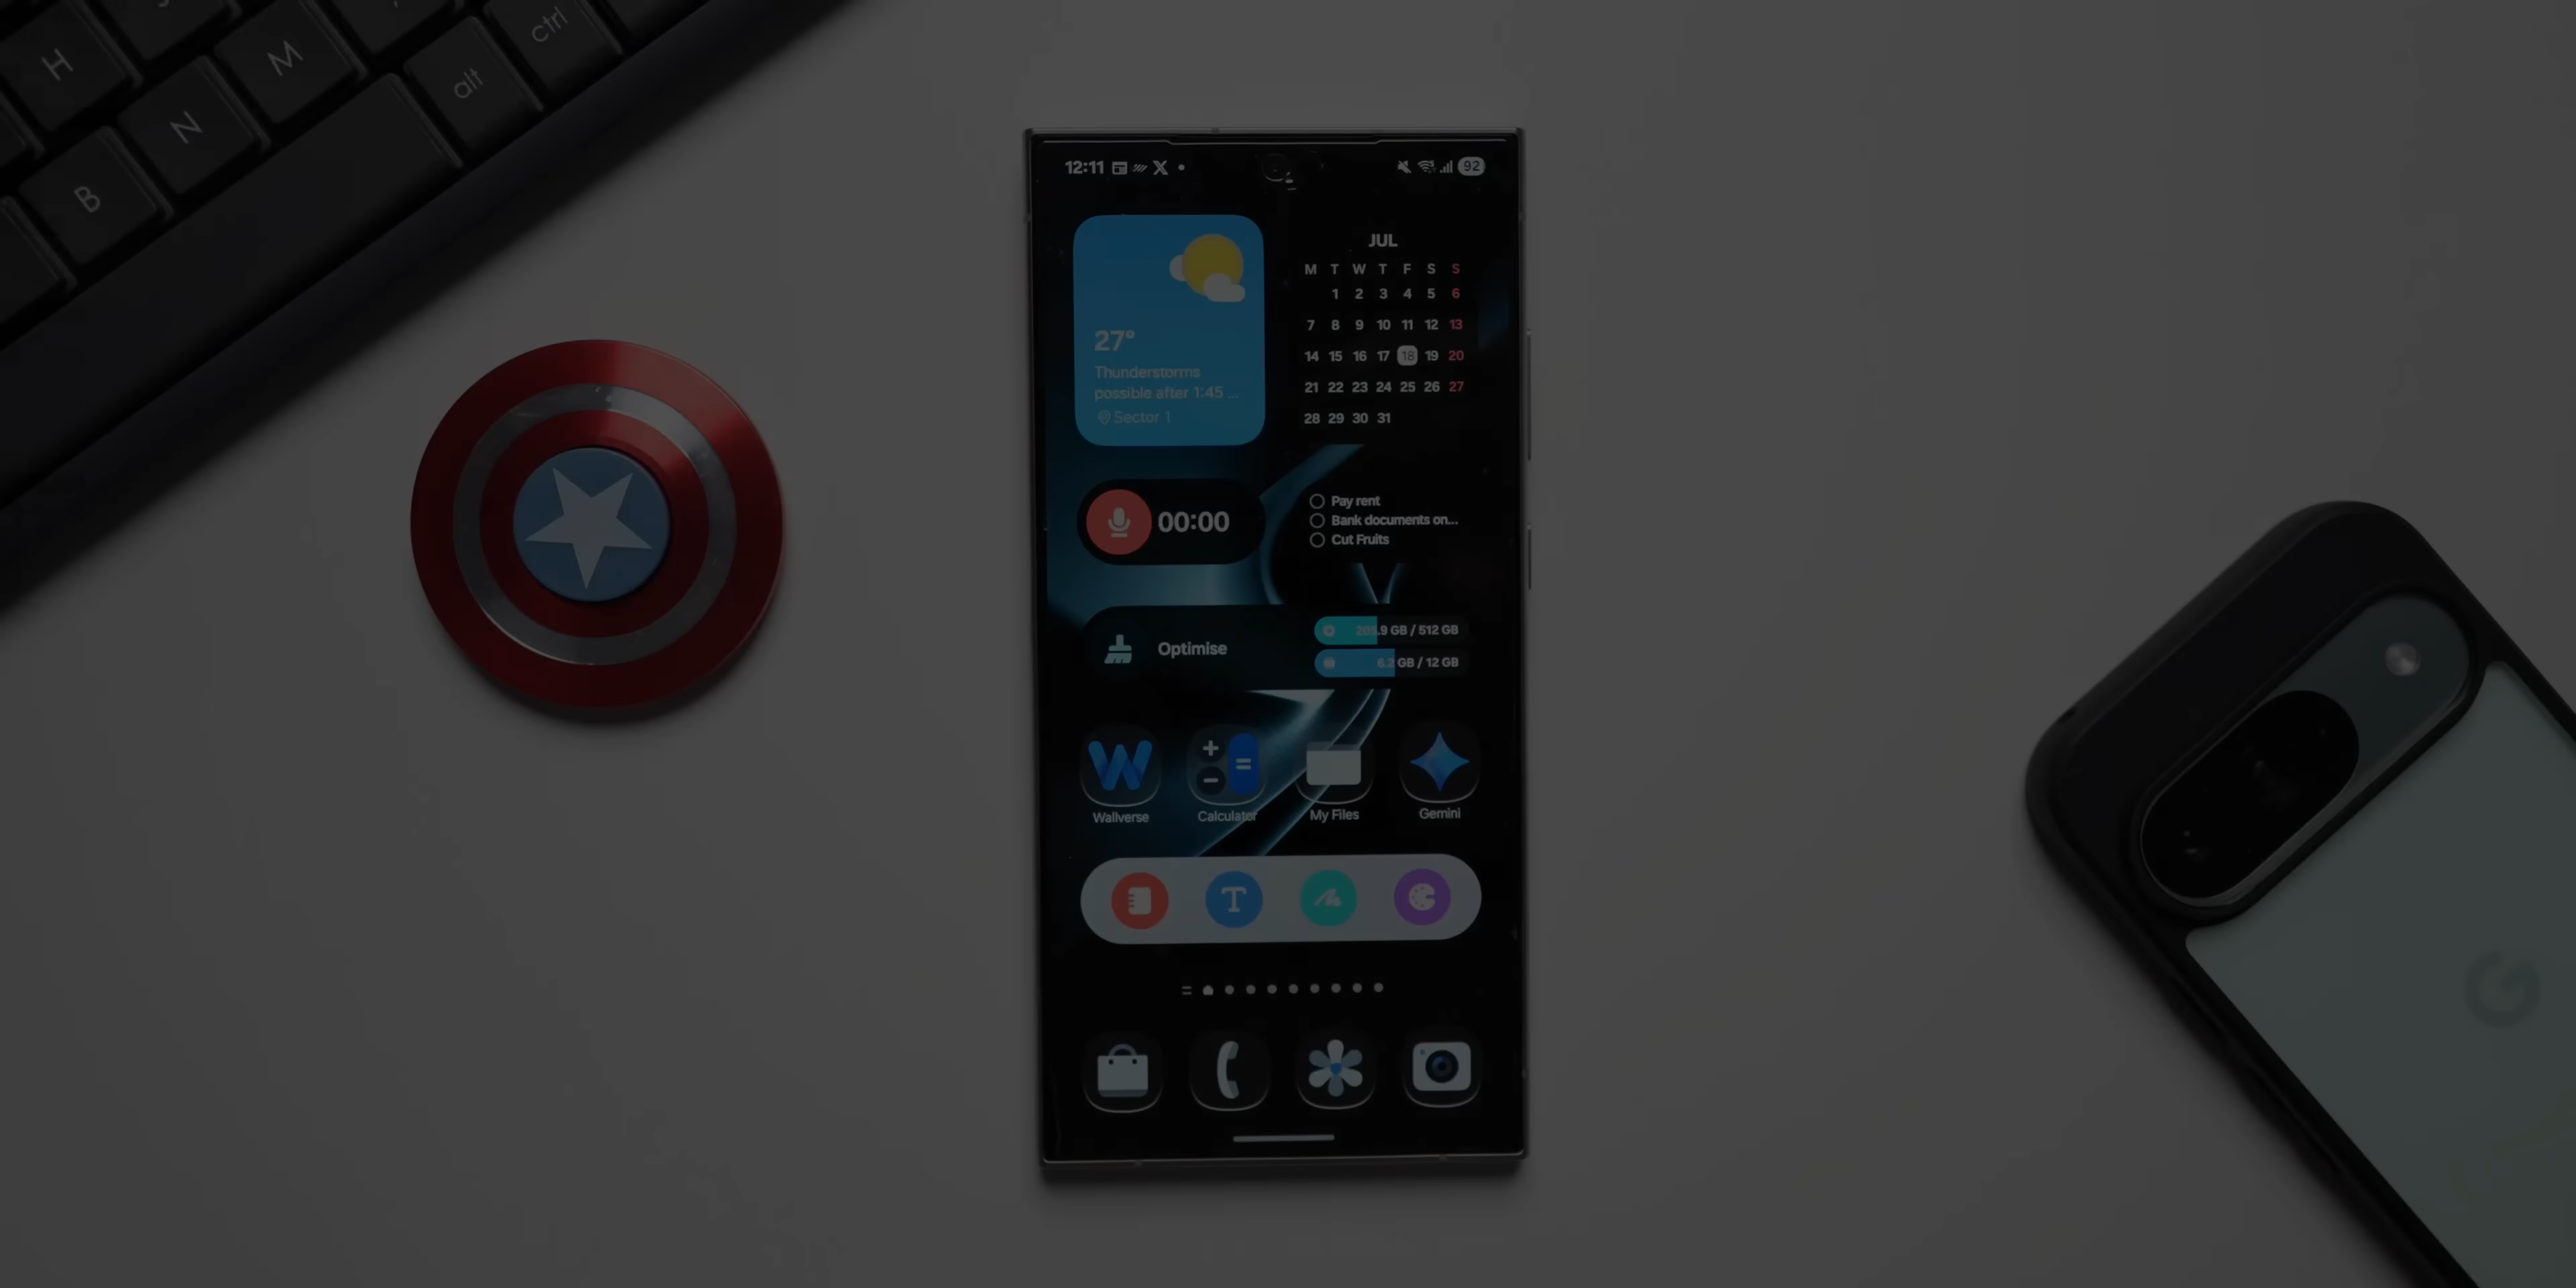 H
M
ctrl
alt
N
B
12:11
92
27°
Thunderstorms
possible after 1:45 ...
Sector 1
JUL
M T W T F S S
1 2 3 4 5 6
7 8 9 10 11 12 13
14 15 16 17 18 19 20
21 22 23 24 25 26 27
28 29 30 31
00:00
Pay rent
Bank documents on...
Cut Fruits
Optimise
.9 GB / 512 GB
6.2 GB / 12 GB
Wallverse
Calculator
My Files
Gemini
T
G